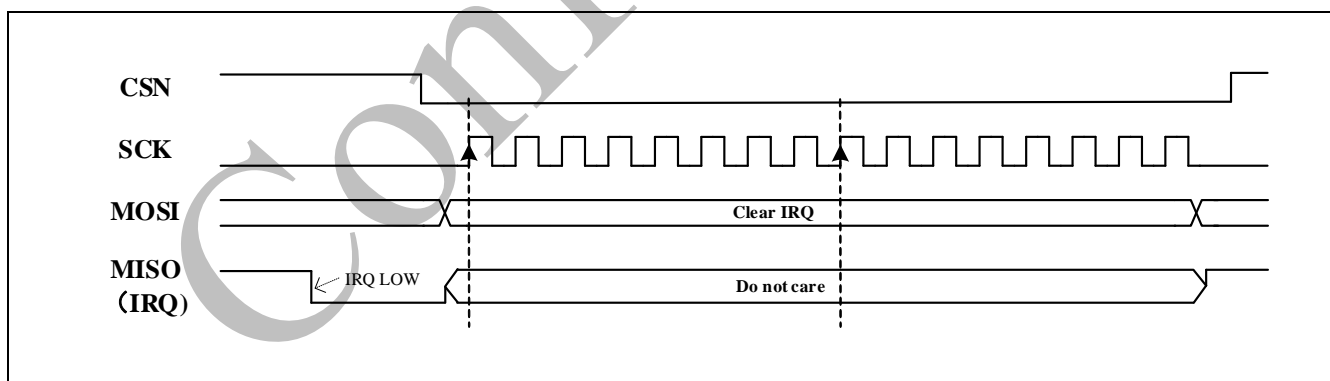 CSN
SCK
MOSI
Clear IRQ
MISO
(IRQ)
IRQ LOW
Do not care